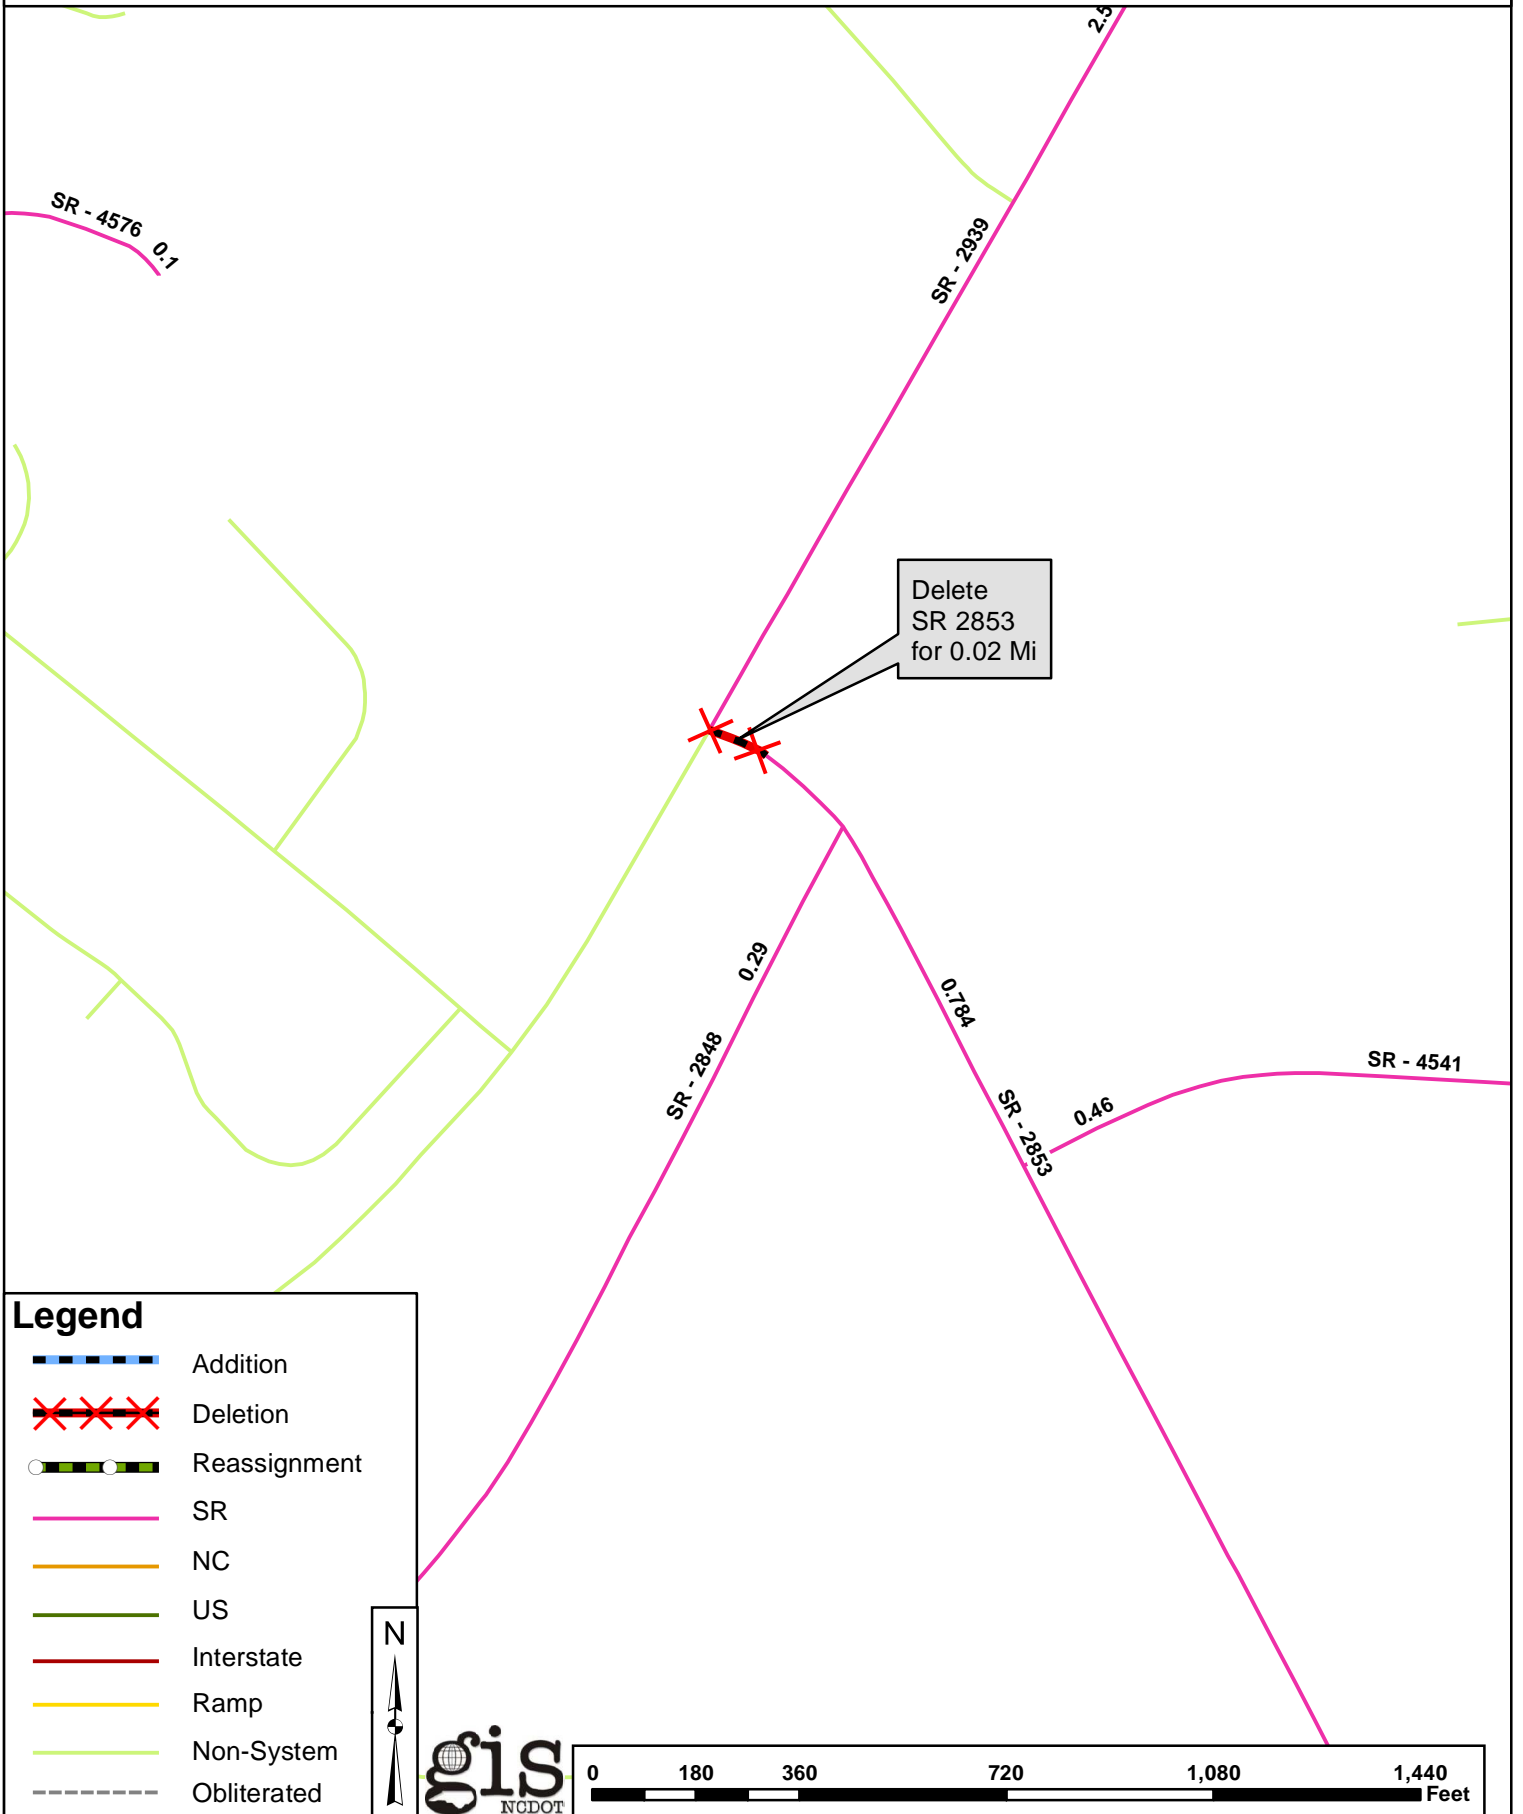 2.5
SR - 4576 0.1
SR - 2939
Delete
SR 2853
for 0.02 Mi
0.29
SR - 2848
0.784
SR - 2853
0.46
SR - 4541
Legend
Addition
Deletion
Reassignment
SR
NC
US
Interstate
Ramp
Non-System
Obliterated
N
gis
NCDOT
0 180 360 720 1,080 1,440
Feet